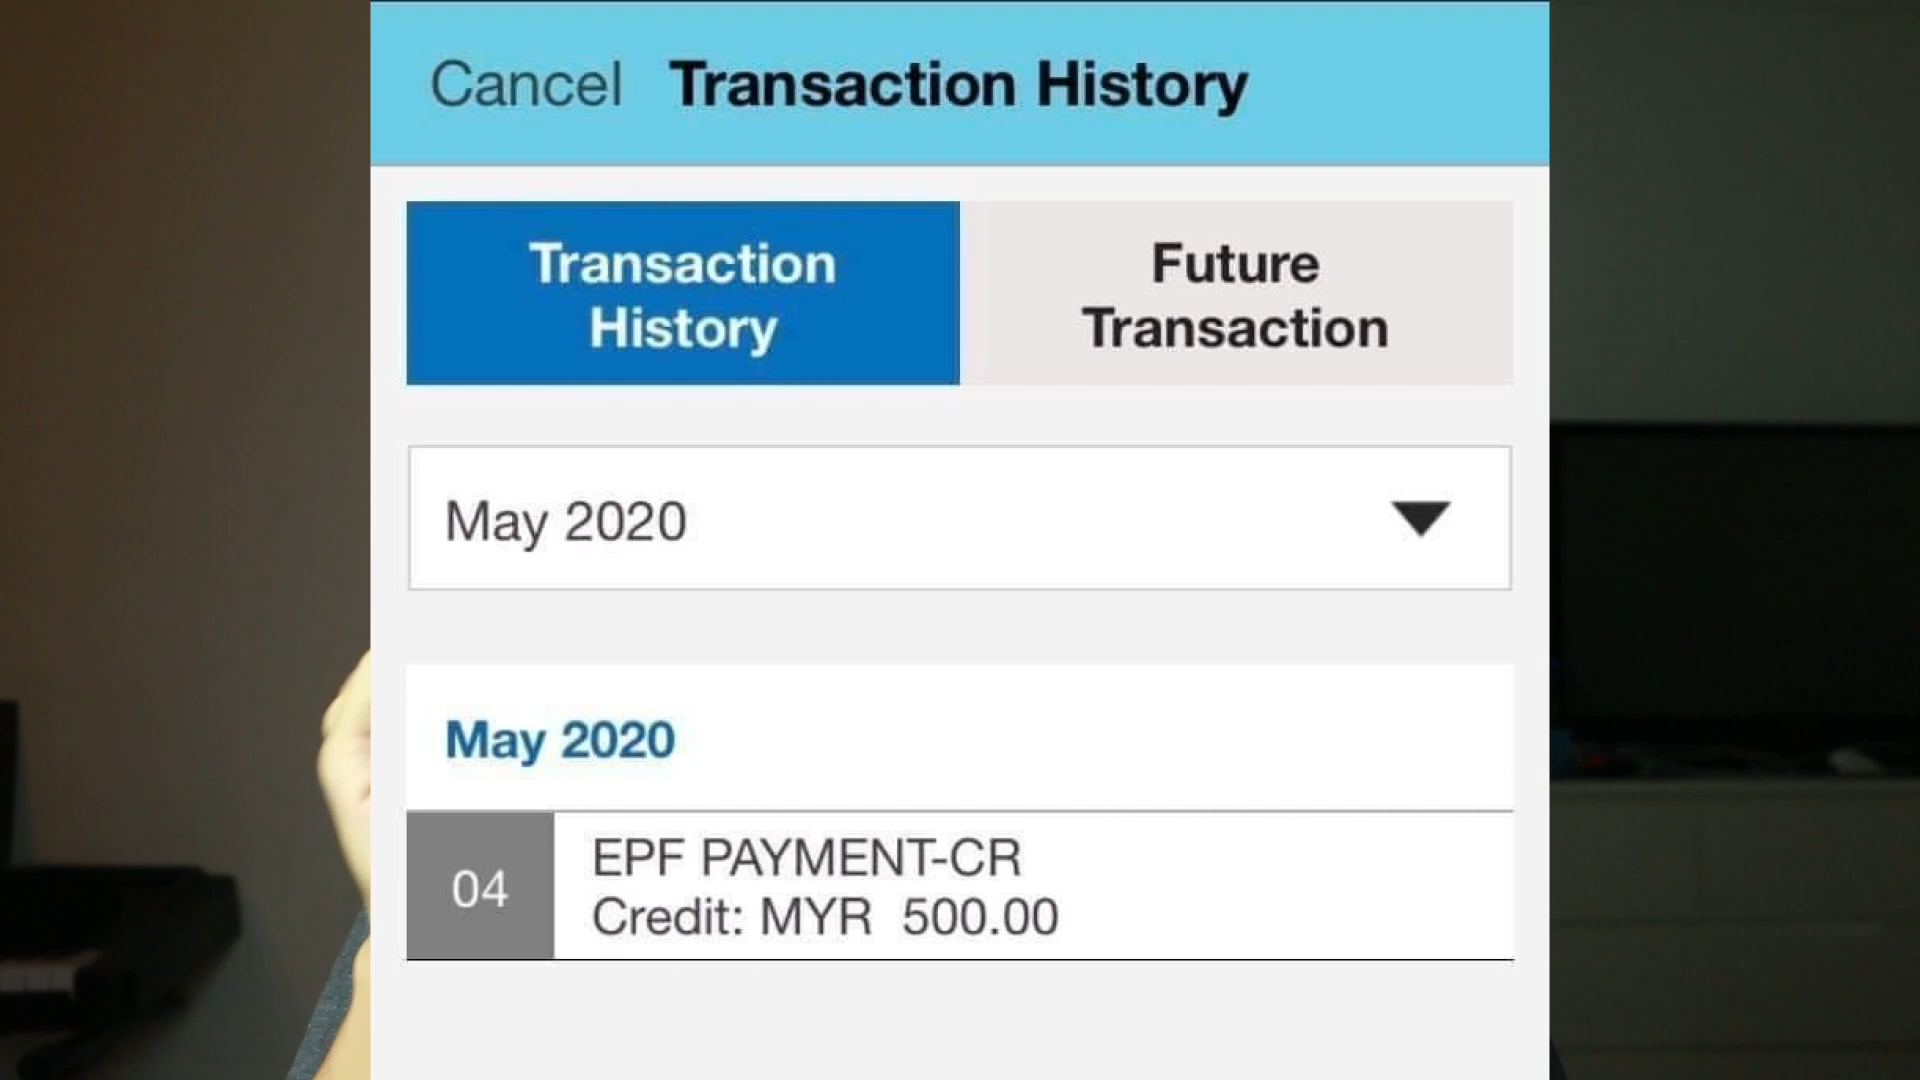 Cancel Transaction History
Transaction
History
Future
Transaction
May 2020
May 2020
04
EPF PAYMENT-CR
Credit: MYR 500.00